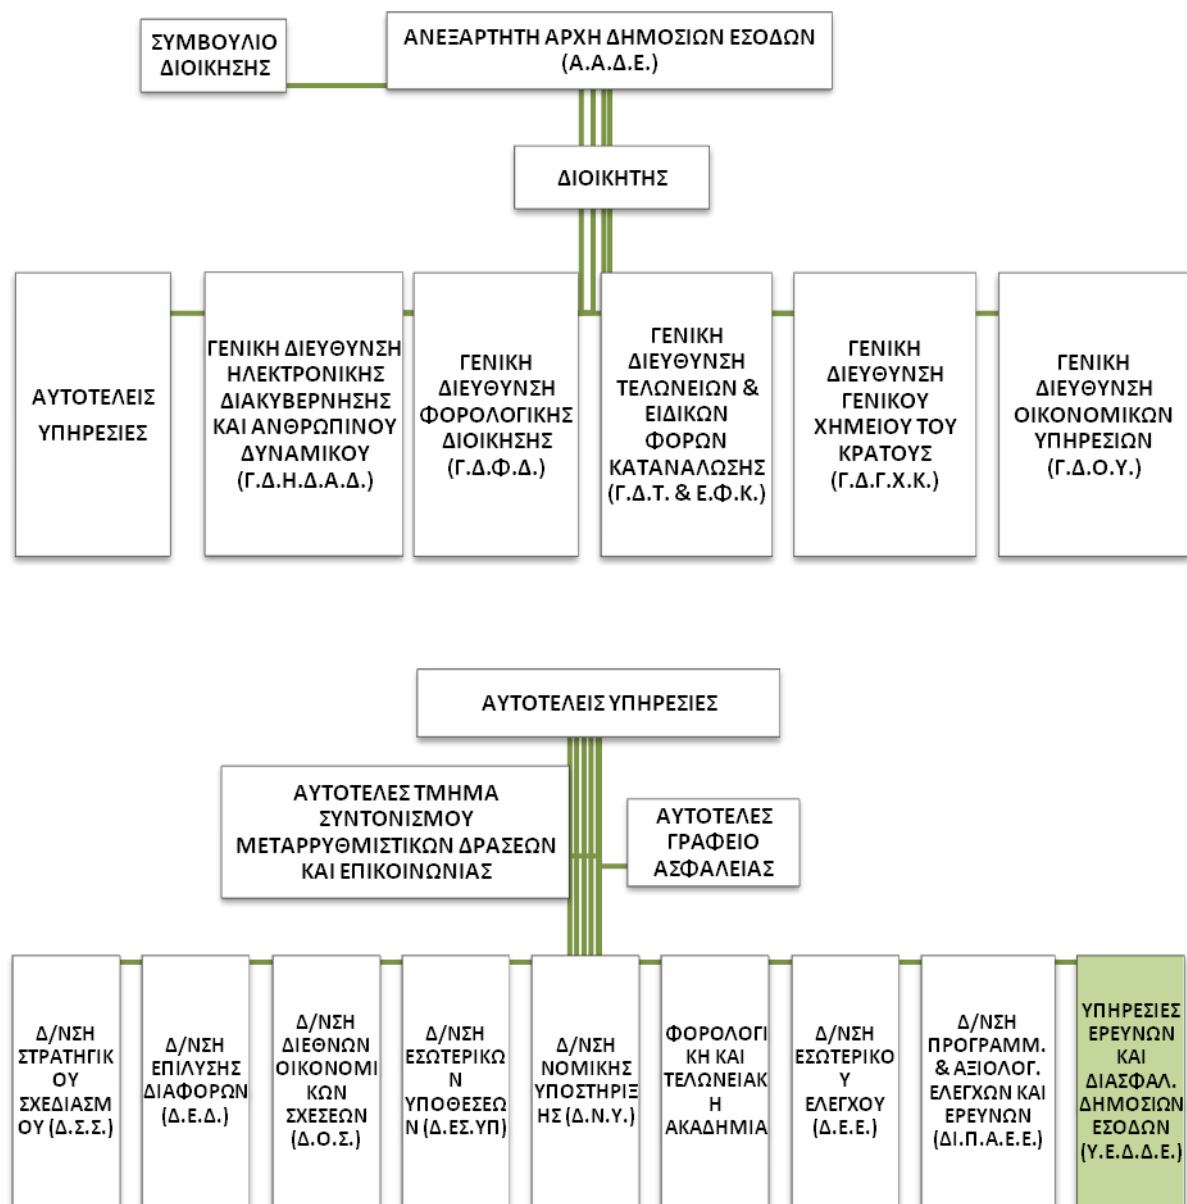 ΣΥΜΒΟΥΛΙΟ
ΔΙΟΙΚΗΣΗΣ
ΑΝΕΞΑΡΤΗΤΗ ΑΡΧΗ ΔΗΜΟΣΙΩΝ ΕΣΟΔΩΝ
(Α.Α.Δ.Ε.)
ΔΙΟΙΚΗΤΗΣ
ΑΥΤΟΤΕΛΕΙΣ
ΥΠΗΡΕΣΙΕΣ
ΓΕΝΙΚΗ ΔΙΕΥΘΥΝΣΗ
ΗΛΕΚΤΡΟΝΙΚΗΣ
ΔΙΑΚΥΒΕΡΝΗΣΗΣ
ΚΑΙ ΑΝΘΡΩΠΙΝΟΥ
ΔΥΝΑΜΙΚΟΥ
(Γ.Δ.Η.Δ.Α.Δ.)
ΓΕΝΙΚΗ
ΔΙΕΥΘΥΝΣΗ
ΦΟΡΟΛΟΓΙΚΗΣ
ΔΙΟΙΚΗΣΗΣ
(Γ.Δ.Φ.Δ.)
ΓΕΝΙΚΗ
ΔΙΕΥΘΥΝΣΗ
ΤΕΛΩΝΕΙΩΝ &
ΕΙΔΙΚΩΝ
ΦΟΡΩΝ
ΚΑΤΑΝΑΛΩΣΗΣ
(Γ.Δ.Τ. & Ε.Φ.Κ.)
ΓΕΝΙΚΗ
ΔΙΕΥΘΥΝΣΗ
ΓΕΝΙΚΟΥ
ΧΗΜΕΙΟΥ ΤΟΥ
ΚΡΑΤΟΥΣ
(Γ.Δ.Γ.Χ.Κ.)
ΓΕΝΙΚΗ
ΔΙΕΥΘΥΝΣΗ
ΟΙΚΟΝΟΜΙΚΩΝ
ΥΠΗΡΕΣΙΩΝ
(Γ.Δ.Ο.Υ.)
ΑΥΤΟΤΕΛΕΙΣ ΥΠΗΡΕΣΙΕΣ
ΑΥΤΟΤΕΛΕΣ ΤΜΗΜΑ
ΣΥΝΤΟΝΙΣΜΟΥ
ΜΕΤΑΡΡΥΘΜΙΣΤΙΚΩΝ ΔΡΑΣΕΩΝ
ΚΑΙ ΕΠΙΚΟΙΝΩΝΙΑΣ
ΑΥΤΟΤΕΛΕΣ
ΓΡΑΦΕΙΟ
ΑΣΦΑΛΕΙΑΣ
Δ/ΝΣΗ
ΣΤΡΑΤΗΓΙΚ
ΟΥ
ΣΧΕΔΙΑΣΜ
ΟΥ (Δ.Σ.Σ.)
Δ/ΝΣΗ
ΕΠΙΛΥΣΗΣ
ΔΙΑΦΟΡΩΝ
(Δ.Ε.Δ.)
Δ/ΝΣΗ
ΔΙΕΘΝΩΝ
ΟΙΚΟΝΟΜΙ
ΚΩΝ
ΣΧΕΣΕΩΝ
(Δ.Ο.Σ.)
Δ/ΝΣΗ
ΕΣΩΤΕΡΙΚΩ
Ν
ΥΠΟΘΕΣΕΩ
Ν (Δ.ΕΣ.ΥΠ)
Δ/ΝΣΗ
ΝΟΜΙΚΗΣ
ΥΠΟΣΤΗΡΙΞ
ΗΣ (Δ.Ν.Υ.)
ΦΟΡΟΛΟΓΙ
ΚΗ ΚΑΙ
ΤΕΛΩΝΕΙΑΚ
Η
ΑΚΑΔΗΜΙΑ
Δ/ΝΣΗ
ΕΣΩΤΕΡΙΚΟ
Υ
ΕΛΕΓΧΟΥ
(Δ.Ε.Ε.)
Δ/ΝΣΗ
ΠΡΟΓΡΑΜΜ.
& ΑΞΙΟΛΟΓ.
ΕΛΕΓΧΩΝ ΚΑΙ
ΕΡΕΥΝΩΝ
(ΔΙ.Π.Α.Ε.Ε.)
ΥΠΗΡΕΣΙΕΣ
ΕΡΕΥΝΩΝ
ΚΑΙ
ΔΙΑΣΦΑΛ.
ΔΗΜΟΣΙΩΝ
ΕΣΟΔΩΝ
(Υ.Ε.Δ.Δ.Ε.)